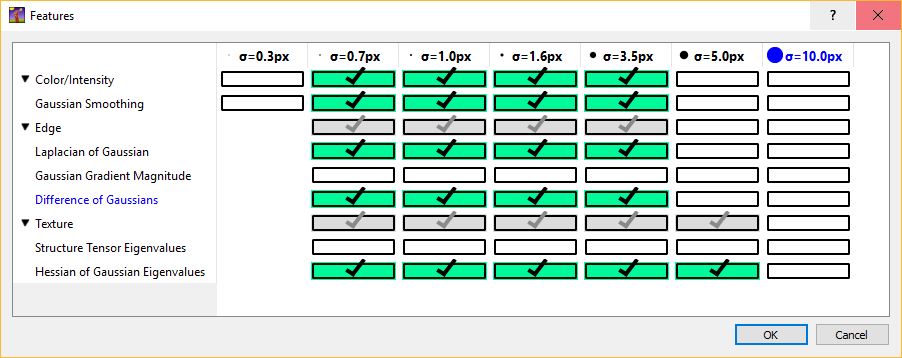 Features
σ=0.3px σ=0.7px σ=1.0px σ=1.6px σ=3.5px σ=5.0px σ=10.0px
Color/Intensity
Gaussian Smoothing
Edge
Laplacian of Gaussian
Gaussian Gradient Magnitude
Difference of Gaussians
Texture
Structure Tensor Eigenvalues
Hessian of Gaussian Eigenvalues
OK Cancel